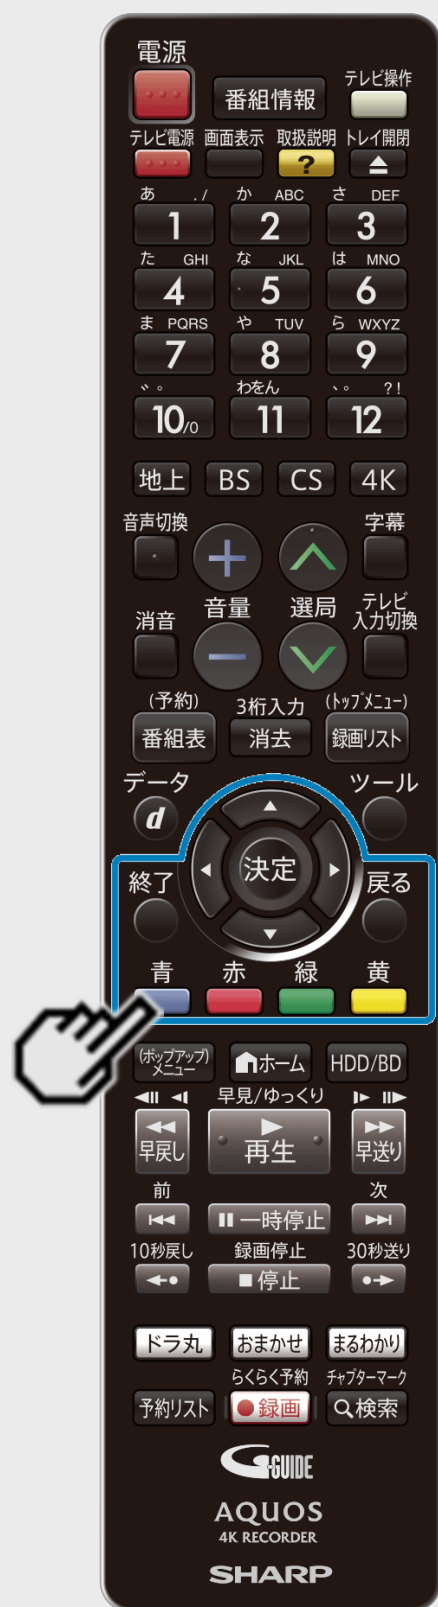 電源
番組情報
テレビ操作
テレビ電源 画面表示 取扱説明 トレイ開閉
?
あ ./ か ABC さ DEF
1 2 3
た GHI な JKL は MNO
4 5 6
ま PQRS や TUV ら WXYZ
7 8 9
゛゜ わをん 、。 ?!
10/0 11 12
地上 BS CS 4K
音声切換 字幕
+
消音 音量 選局 テレビ
入力切換
−
(予約) 3桁入力 (トップメニュー)
番組表 消去 録画リスト
データ ツール
d
終了 決定 戻る
青 赤 緑 黄
(ポップアップ)
メニュー ホーム HDD/BD
早見/ゆっくり
早戻し 再生 早送り
前 次
一時停止
10秒戻し 録画停止 30秒送り
停止
ドラ丸 おまかせ まるわかり
らくらく予約 チャプターマーク
予約リスト 録画 検索
G-GUIDE
AQUOS
4K RECORDER
SHARP